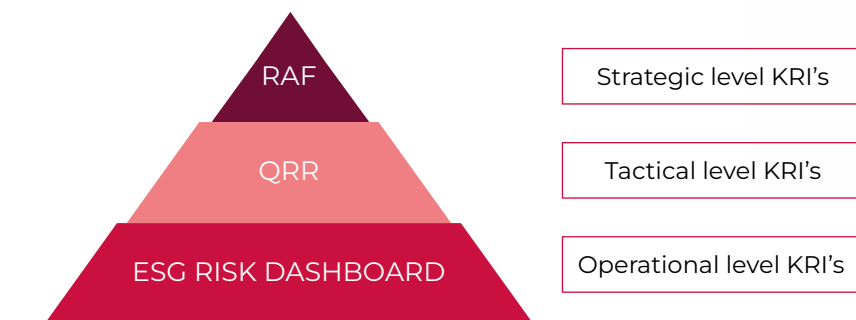 RAF
Strategic level KRI's
QRR
Tactical level KRI's
ESG RISK DASHBOARD
Operational level KRI's